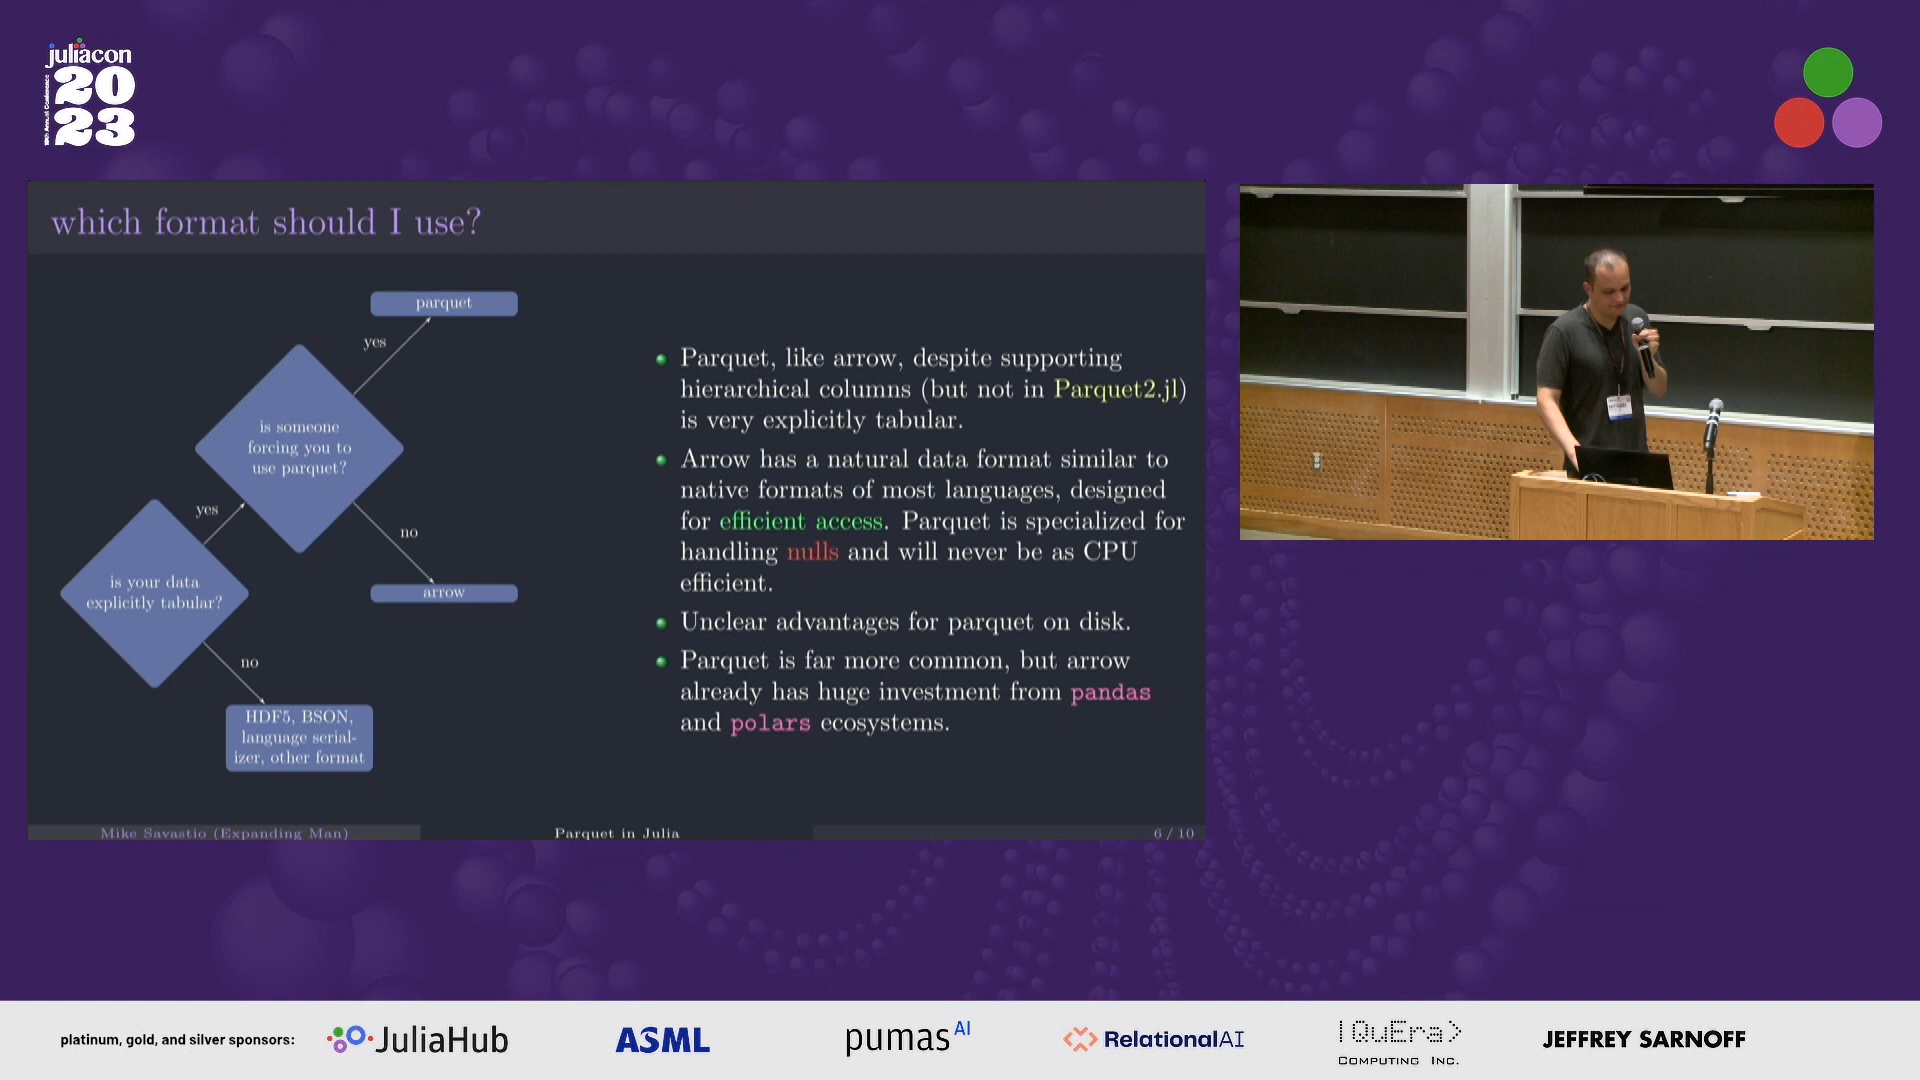 juliacon
20
23
which format should I use?
parquet
yes
is someone
forcing you to
use parquet?
yes
no
is your data
explicitly tabular?
arrow
no
HDF5, BSON,
language serial-
izer, other format
Parquet, like arrow, despite supporting
hierarchical columns (but not in Parquet2.jl)
is very explicitly tabular.
Arrow has a natural data format similar to
native formats of most languages, designed
for efficient access. Parquet is specialized for
handling nulls and will never be as CPU
efficient.
Unclear advantages for parquet on disk.
Parquet is far more common, but arrow
already has huge investment from pandas
and polars ecosystems.
Mike Savastio (Expanding Man)
Parquet in Julia
6 / 10
platinum, gold, and silver sponsors:
JuliaHub
ASML
pumasAI
RelationalAI
|QuEra>
COMPUTING INC.
JEFFREY SARNOFF